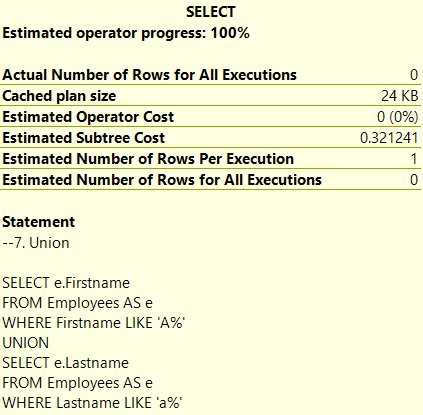 SELECT
Estimated operator progress: 100%
Actual Number of Rows for All Executions 0
Cached plan size 24 KB
Estimated Operator Cost 0 (0%)
Estimated Subtree Cost 0.321241
Estimated Number of Rows Per Execution 1
Estimated Number of Rows for All Executions 0
Statement
--7. Union
SELECT e.Firstname
FROM Employees AS e
WHERE Firstname LIKE 'A%'
UNION
SELECT e.Lastname
FROM Employees AS e
WHERE Lastname LIKE 'a%'